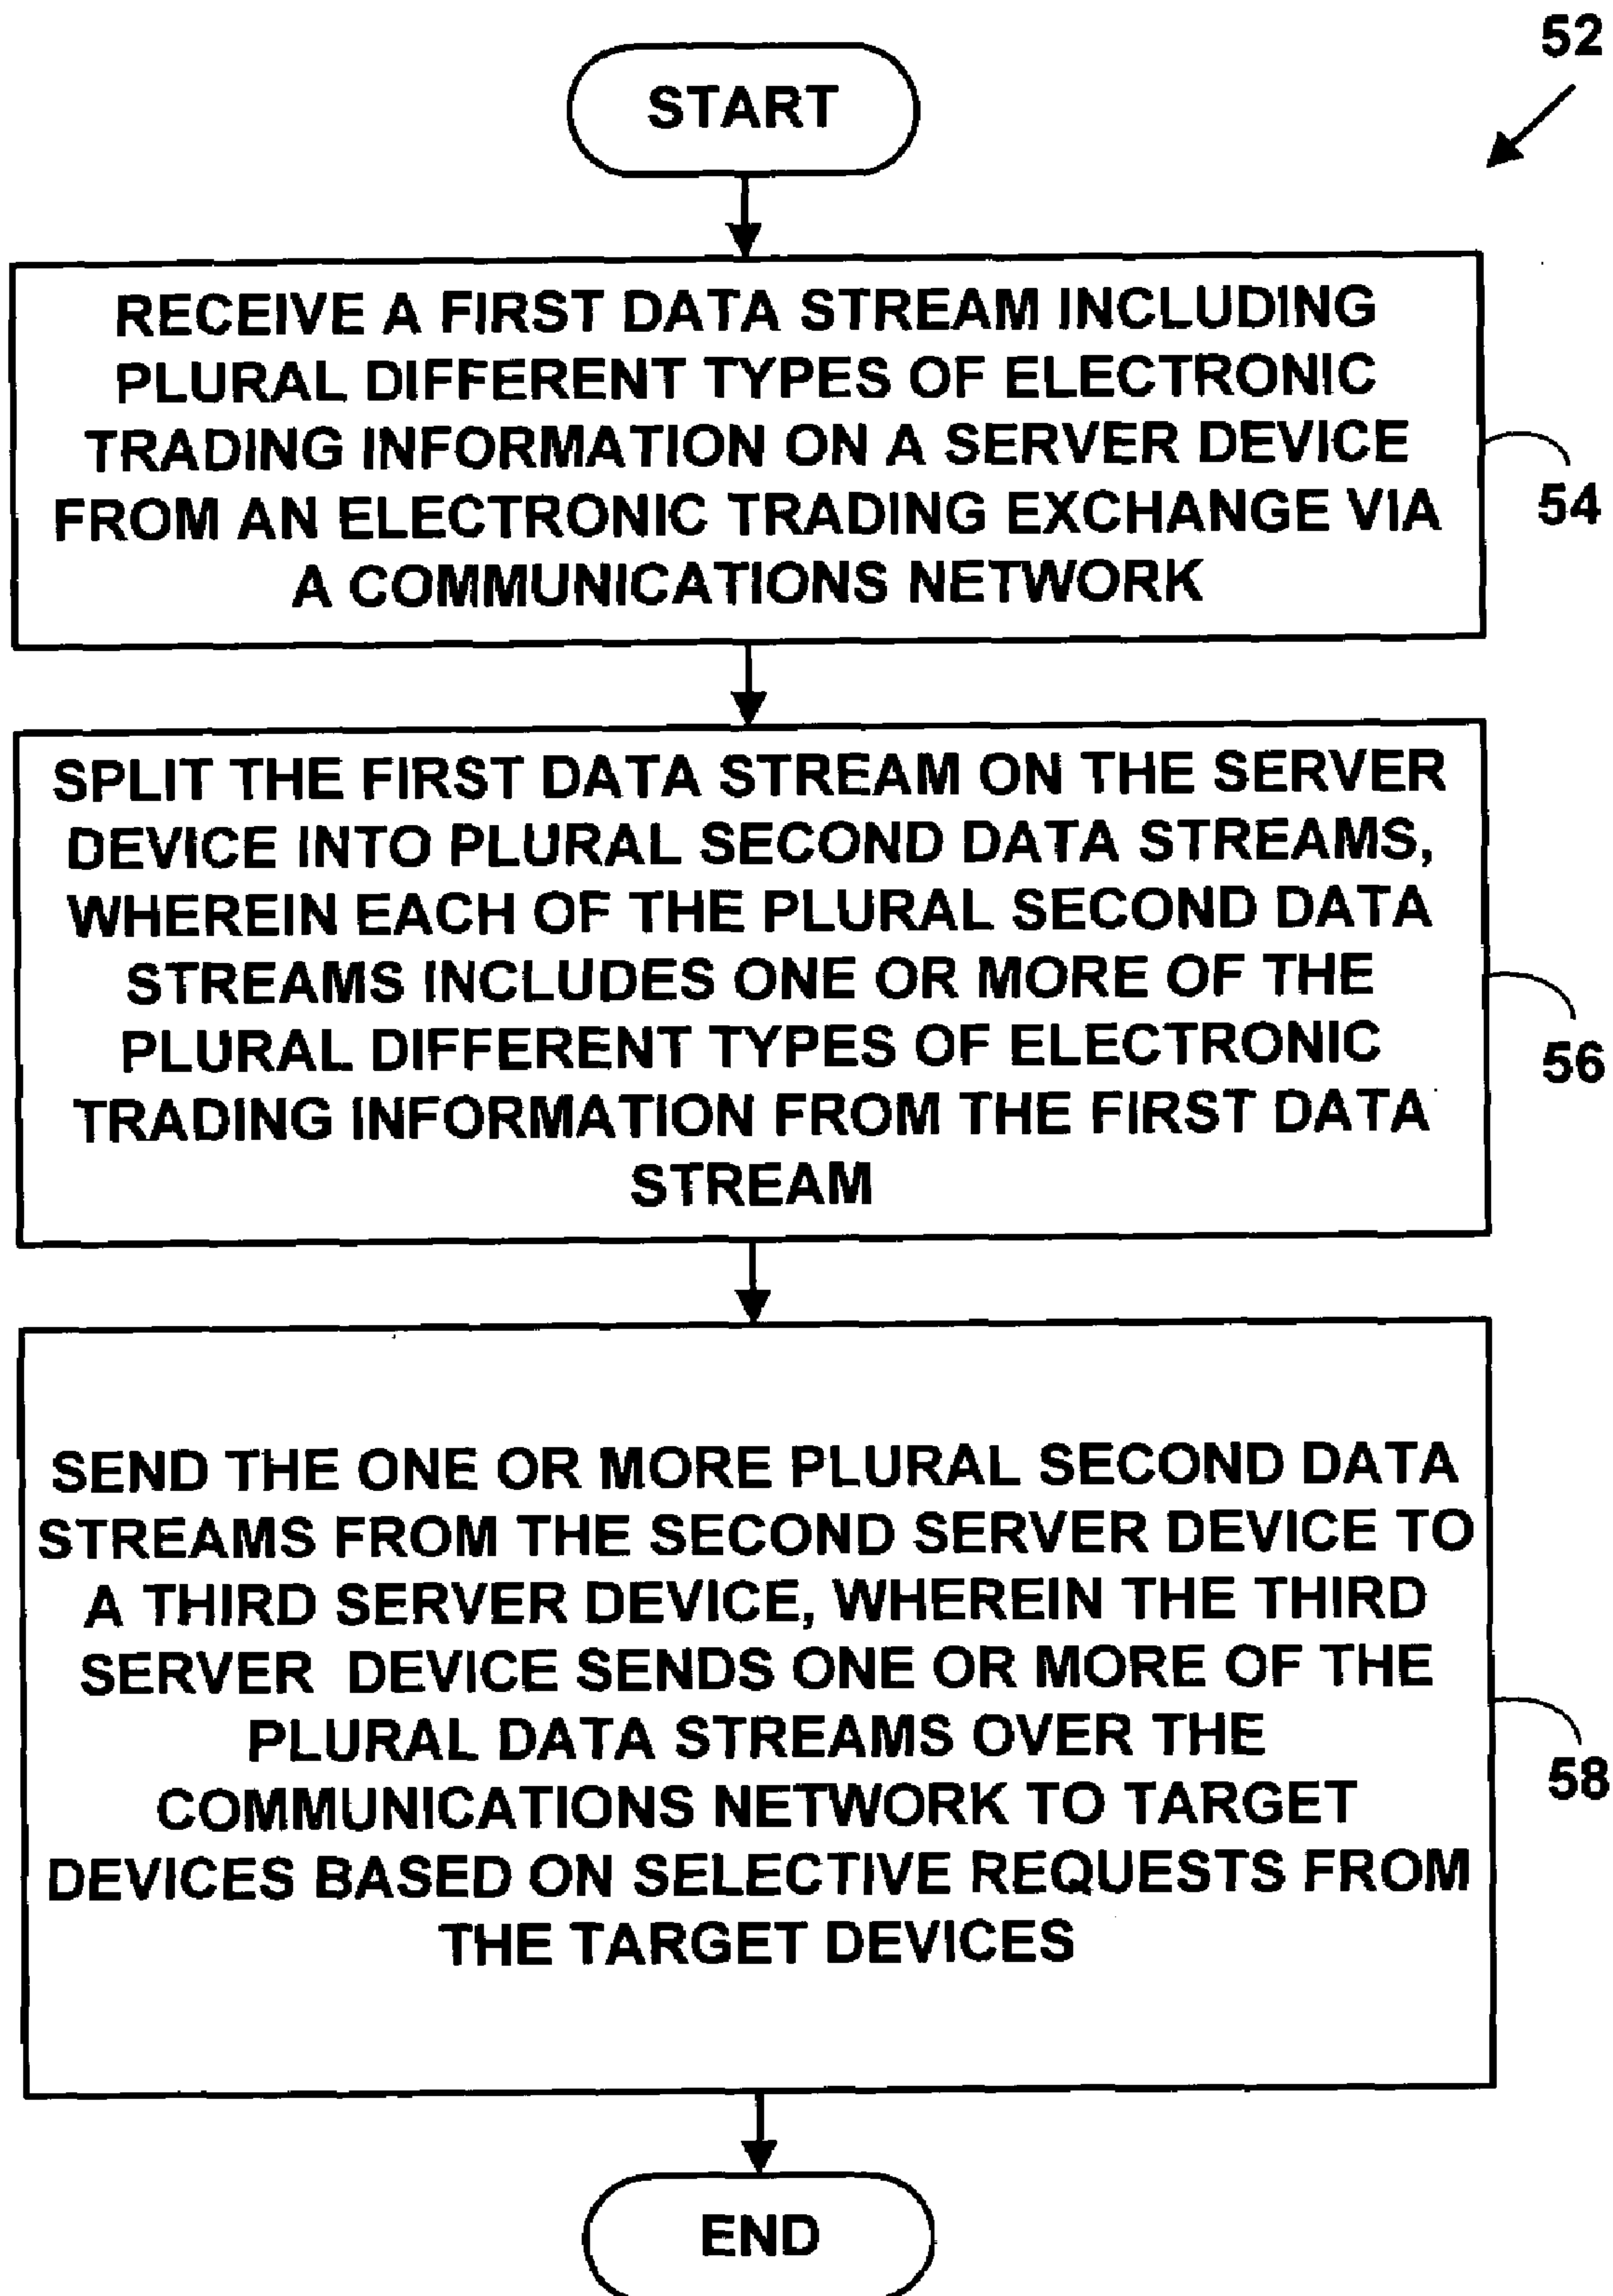 52
START
RECEIVE A FIRST DATA STREAM INCLUDING
PLURAL DIFFERENT TYPES OF ELECTRONIC
TRADING INFORMATION ON A SERVER DEVICE
FROM AN ELECTRONIC TRADING EXCHANGE VIA
A COMMUNICATIONS NETWORK
54
SPLIT THE FIRST DATA STREAM ON THE SERVER
DEVICE INTO PLURAL SECOND DATA STREAMS,
WHEREIN EACH OF THE PLURAL SECOND DATA
STREAMS INCLUDES ONE OR MORE OF THE
PLURAL DIFFERENT TYPES OF ELECTRONIC
TRADING INFORMATION FROM THE FIRST DATA
STREAM
56
SEND THE ONE OR MORE PLURAL SECOND DATA
STREAMS FROM THE SECOND SERVER DEVICE TO
A THIRD SERVER DEVICE, WHEREIN THE THIRD
SERVER DEVICE SENDS ONE OR MORE OF THE
PLURAL DATA STREAMS OVER THE
COMMUNICATIONS NETWORK TO TARGET
DEVICES BASED ON SELECTIVE REQUESTS FROM
THE TARGET DEVICES
58
END